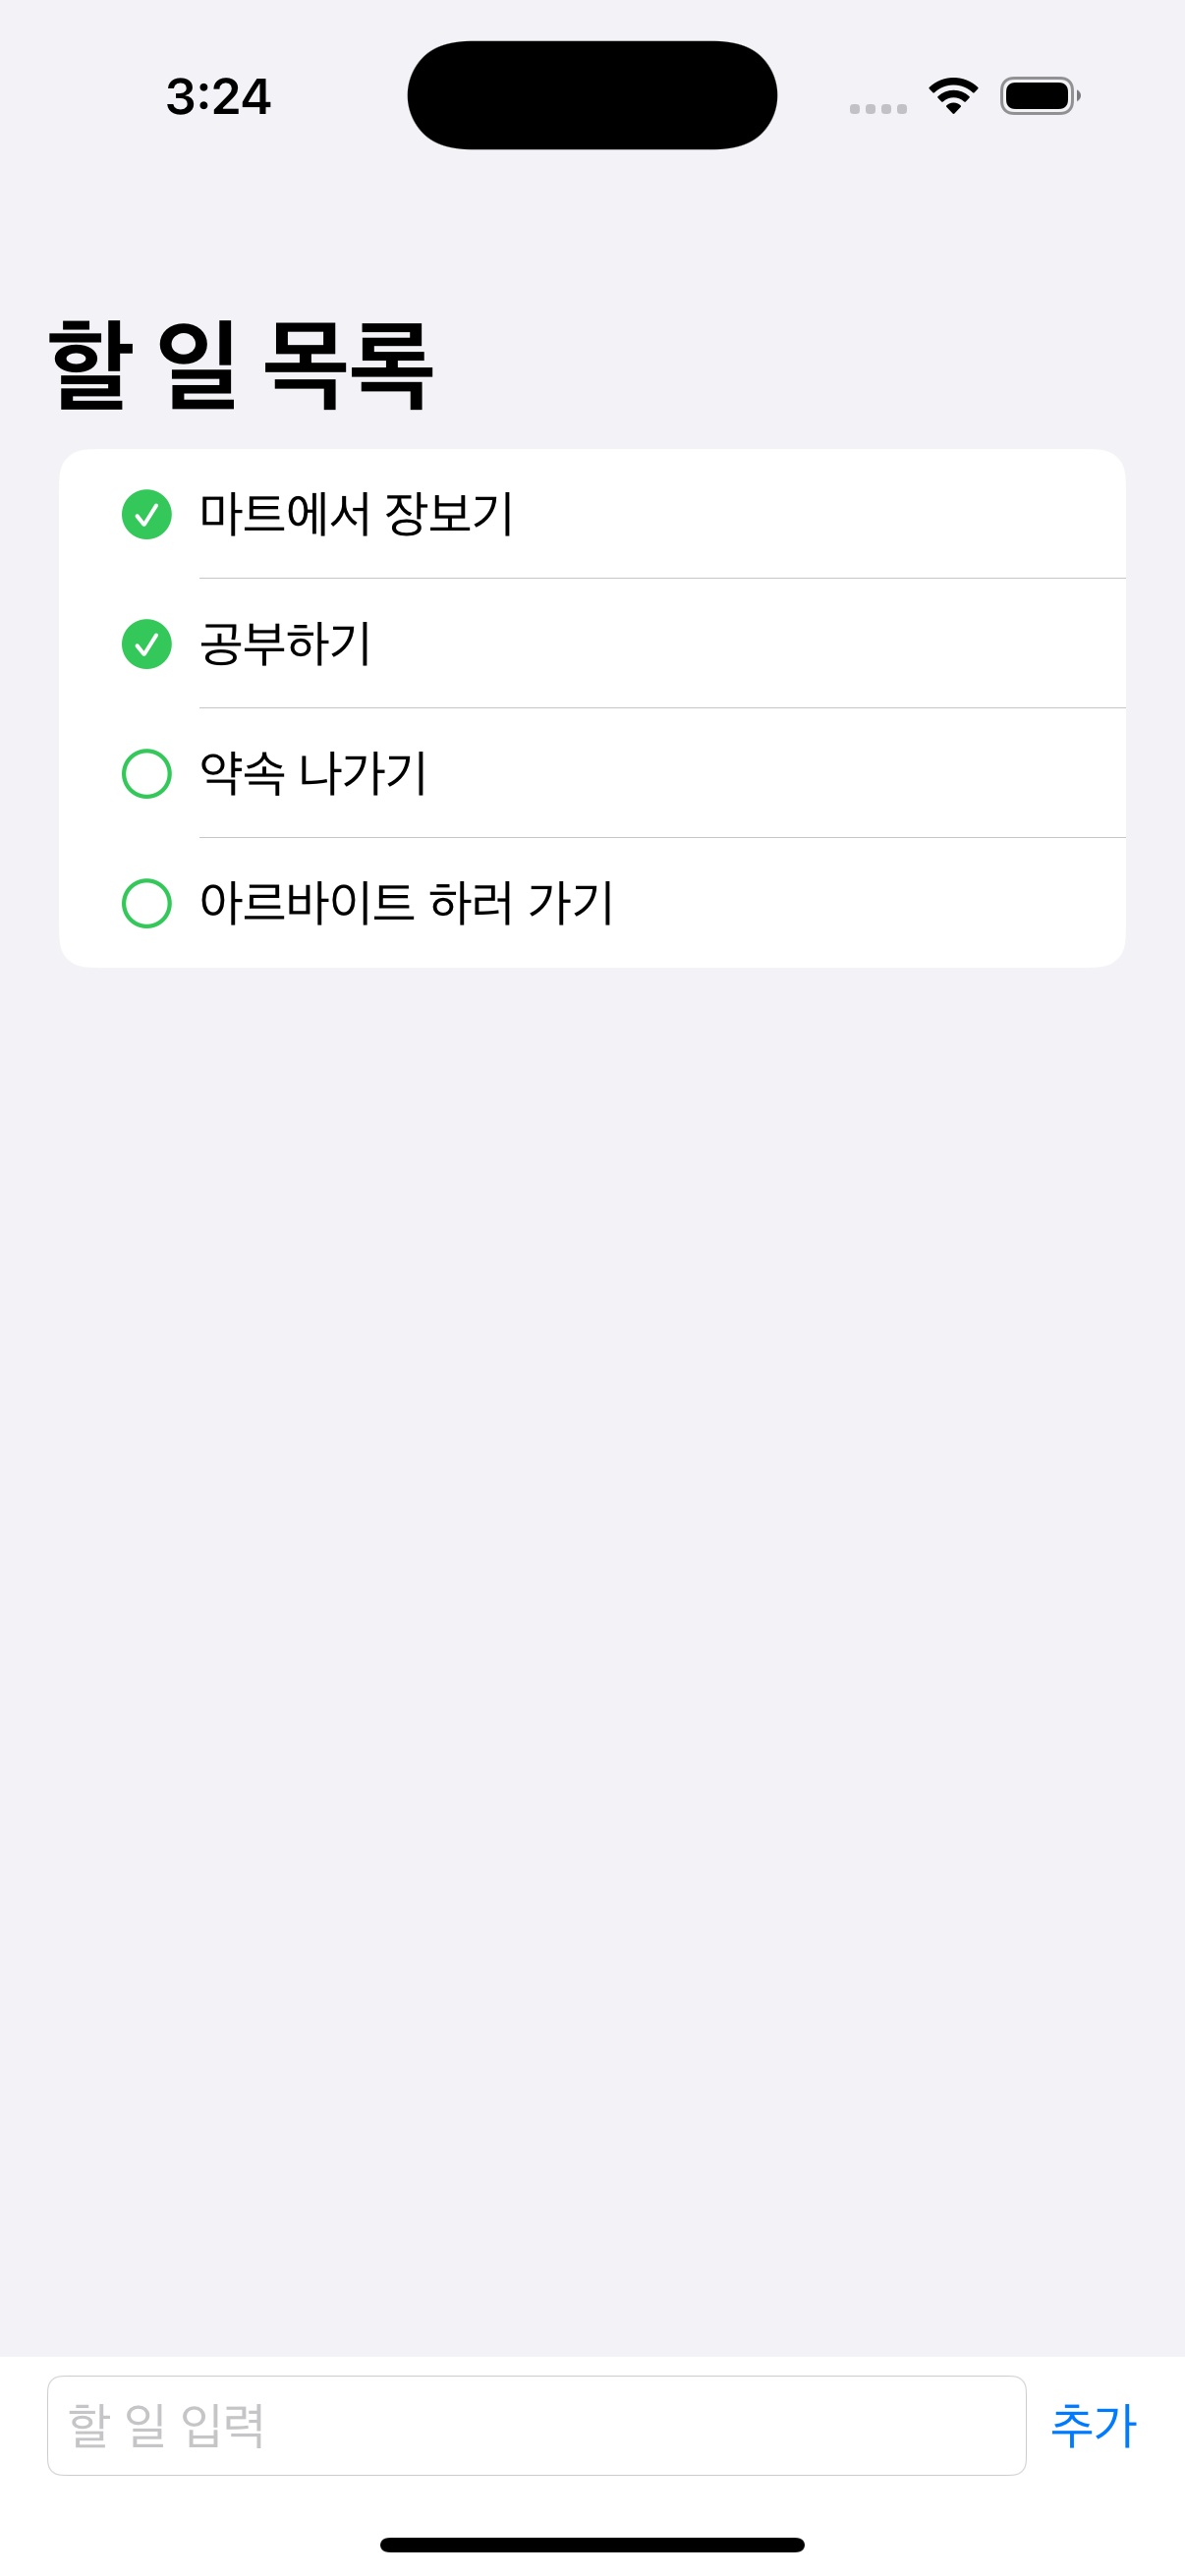 3:24
할 일 목록
마트에서 장보기
공부하기
약속 나가기
아르바이트 하러 가기
할 일 입력
추가